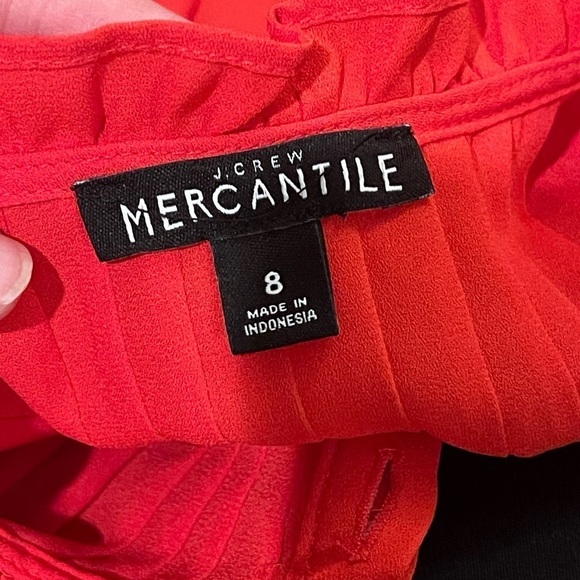 J.CREW
MERCANTILE
8
MADE IN
INDONESIA